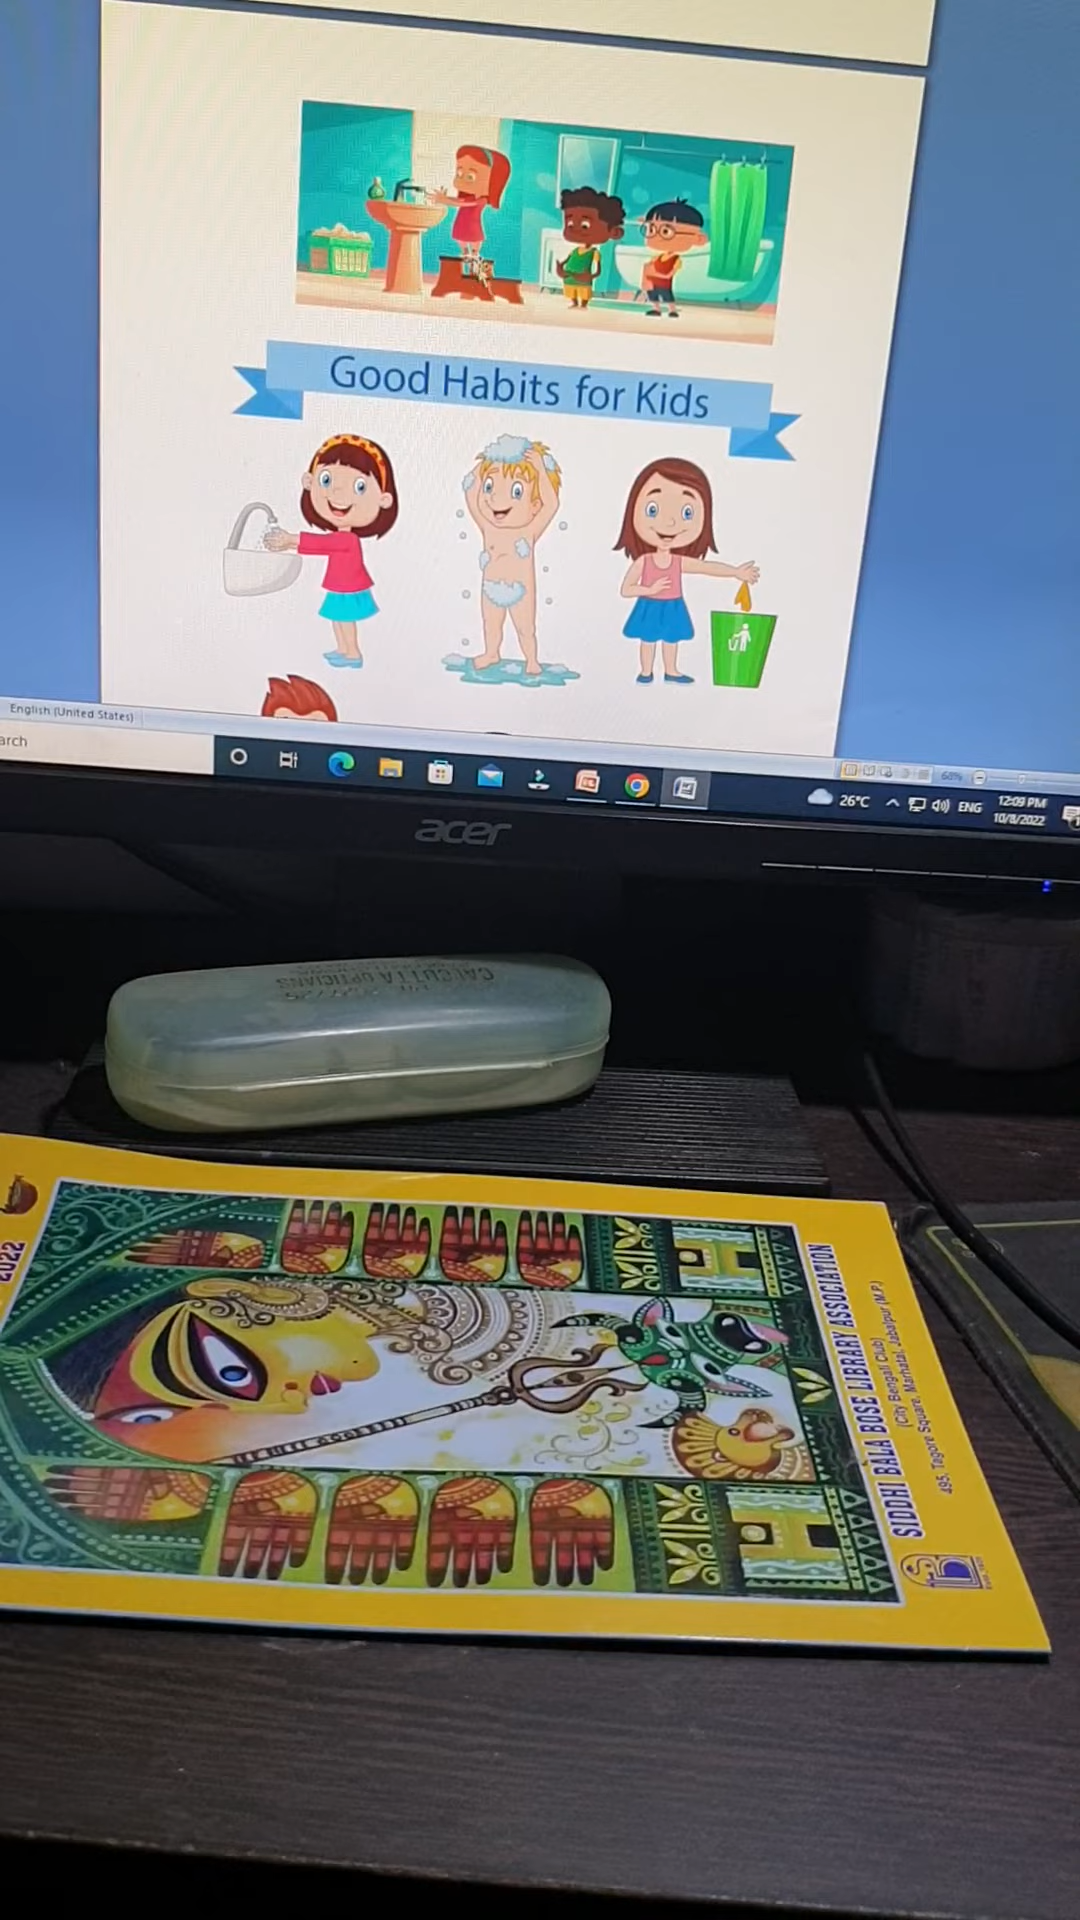 Good Habits for Kids
English (United States)
arch
68%
26°C
ENG
12:09 PM
10/8/2022
acer
CALCUTTA OPTICIANS
2022
SIDDHI BALA BOSE LIBRARY ASSOCIATION
(City Bengali Club)
495, Tagore Square, Marhatal, Jabalpur (M.P.)